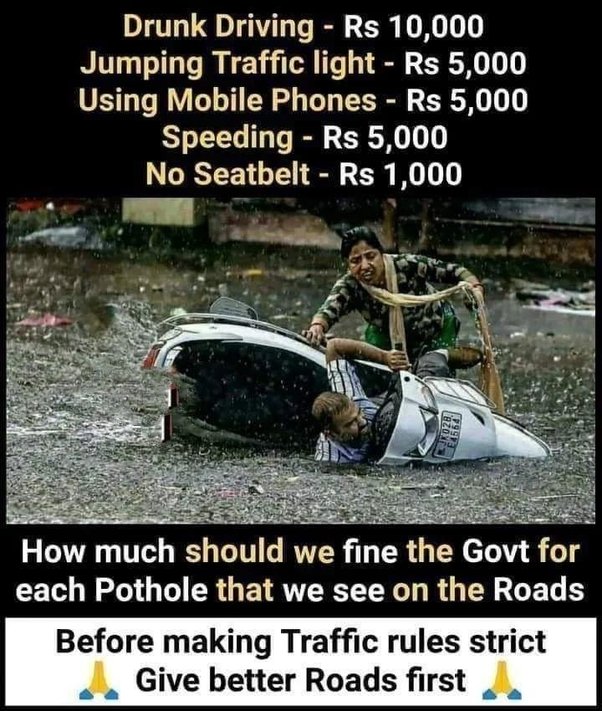 Drunk Driving - Rs 10,000
Jumping Traffic light - Rs 5,000
Using Mobile Phones - Rs 5,000
Speeding - Rs 5,000
No Seatbelt - Rs 1,000
How much should we fine the Govt for
each Pothole that we see on the Roads
Before making Traffic rules strict
🙏 Give better Roads first 🙏